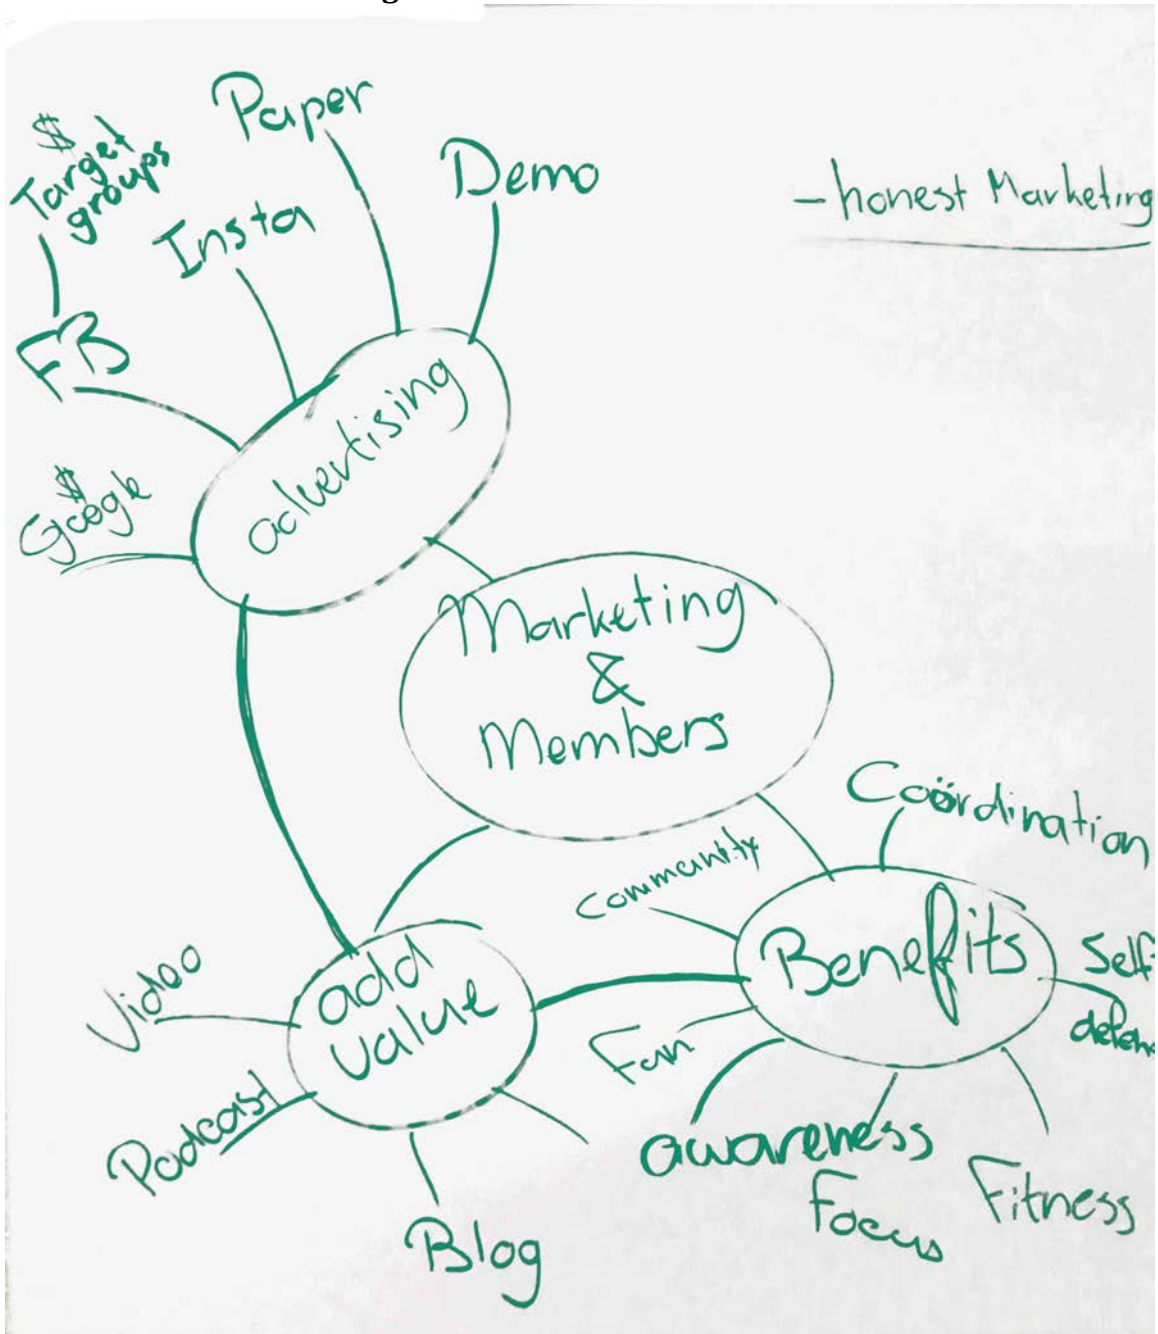 Paper
$
Target
groups
Demo
Insta
- honest Marketing
FB
advertising
$
Google
Marketing
&
Members
Coördination
Community
Benefits
Self
defen
add
value
Video
Fun
Podcast
awareness
Focus
Fitness
Blog